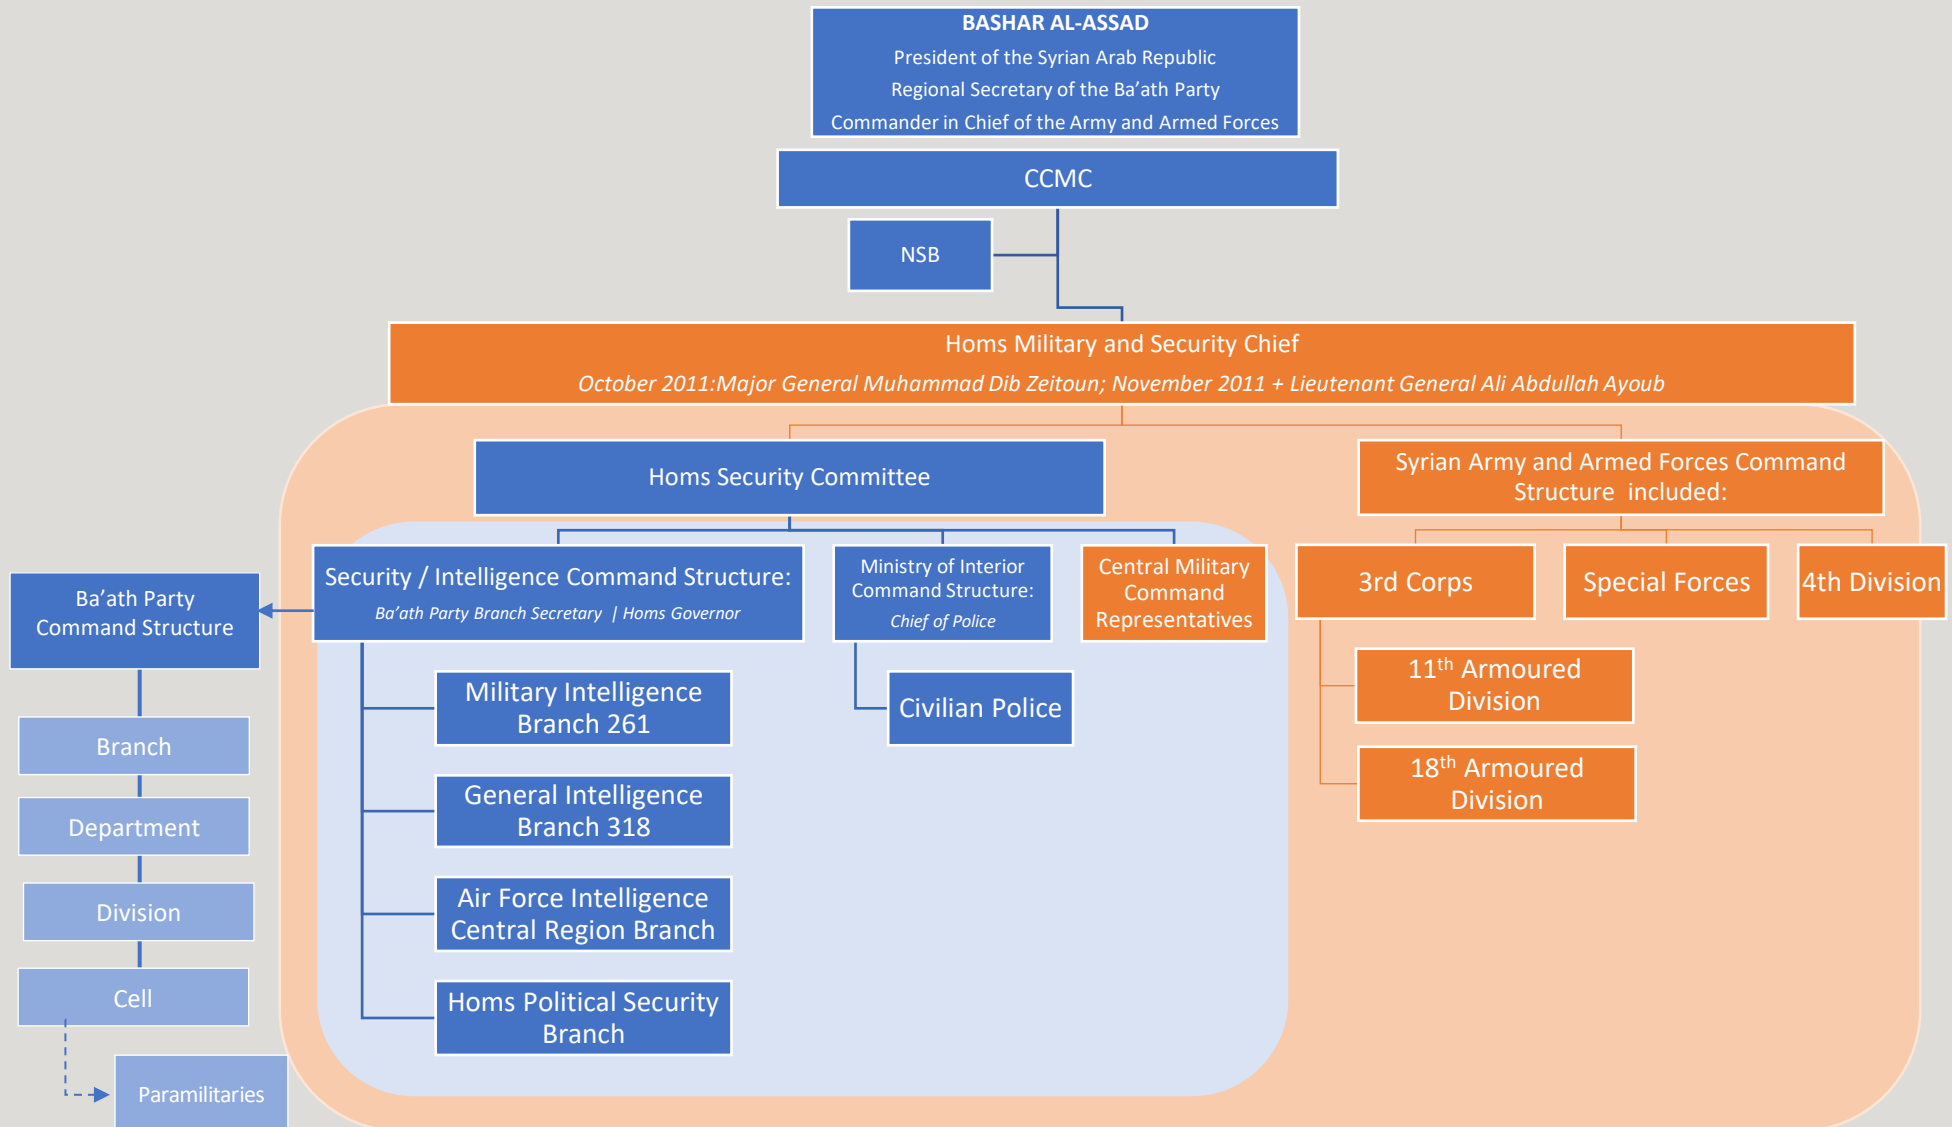 BASHAR AL-ASSAD
President of the Syrian Arab Republic
Regional Secretary of the Ba’ath Party
Commander in Chief of the Army and Armed Forces
CCMC
NSB
Homs Military and Security Chief
October 2011:Major General Muhammad Dib Zeitoun; November 2011 + Lieutenant General Ali Abdullah Ayoub
Homs Security Committee
Syrian Army and Armed Forces Command
Structure included:
Security / Intelligence Command Structure:
Ba’ath Party Branch Secretary | Homs Governor
Ministry of Interior
Command Structure:
Chief of Police
Central Military
Command
Representatives
3rd Corps
Special Forces
4th Division
Ba’ath Party
Command Structure
Branch
Department
Division
Cell
Paramilitaries
Military Intelligence
Branch 261
General Intelligence
Branch 318
Air Force Intelligence
Central Region Branch
Homs Political Security
Branch
Civilian Police
11th Armoured
Division
18th Armoured
Division